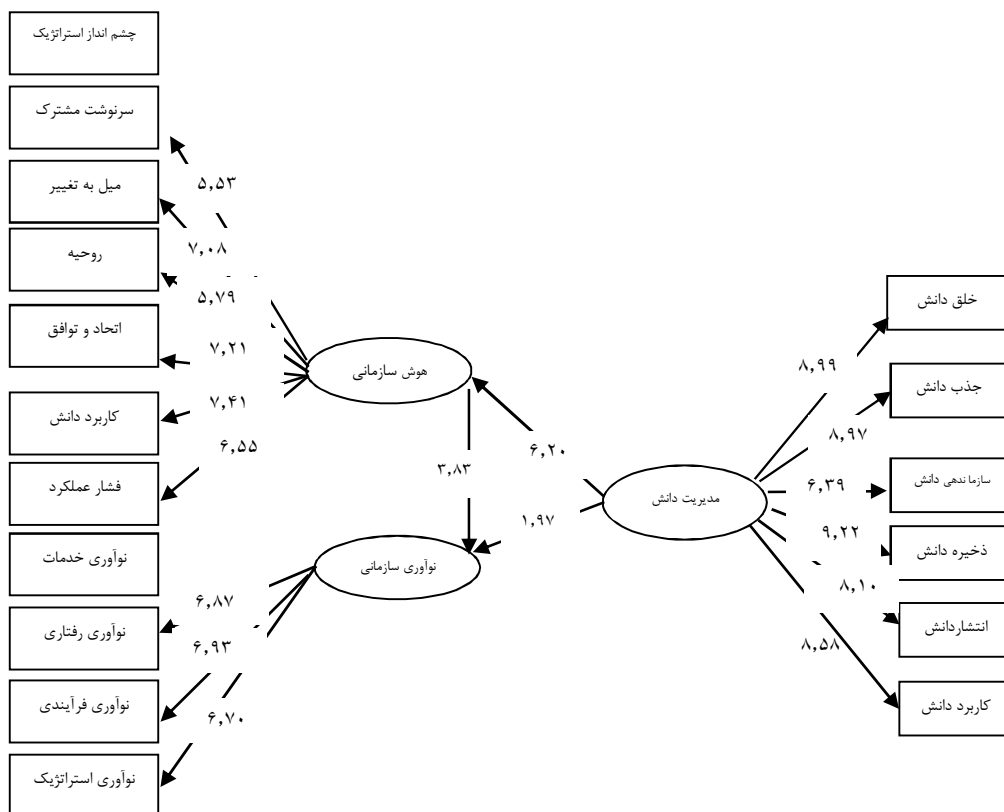 چشم انداز استراتژیک
سرنوشت مشترک
میل به تغییر
روحیه
اتحاد و توافق
کاربرد دانش
فشار عملکرد
نوآوری خدمات
نوآوری رفتاری
نوآوری فرآیندی
نوآوری استراتژیک
۵,۵۳
۷,۰۸
۵,۷۹
۷,۲۱
۷,۴۱
۶,۵۵
۶,۸۷
۶,۹۳
۶,۷۰
هوش سازمانی
۳,۸۳
نوآوری سازمانی
۶,۲۰
۱,۹۷
مدیریت دانش
۸,۹۹
۸,۹۷
۶,۳۹
۹,۲۲
۸,۱۰
۸,۵۸
خلق دانش
جذب دانش
سازما ندهی دانش
ذخیره دانش
انتشاردانش
کاربرد دانش